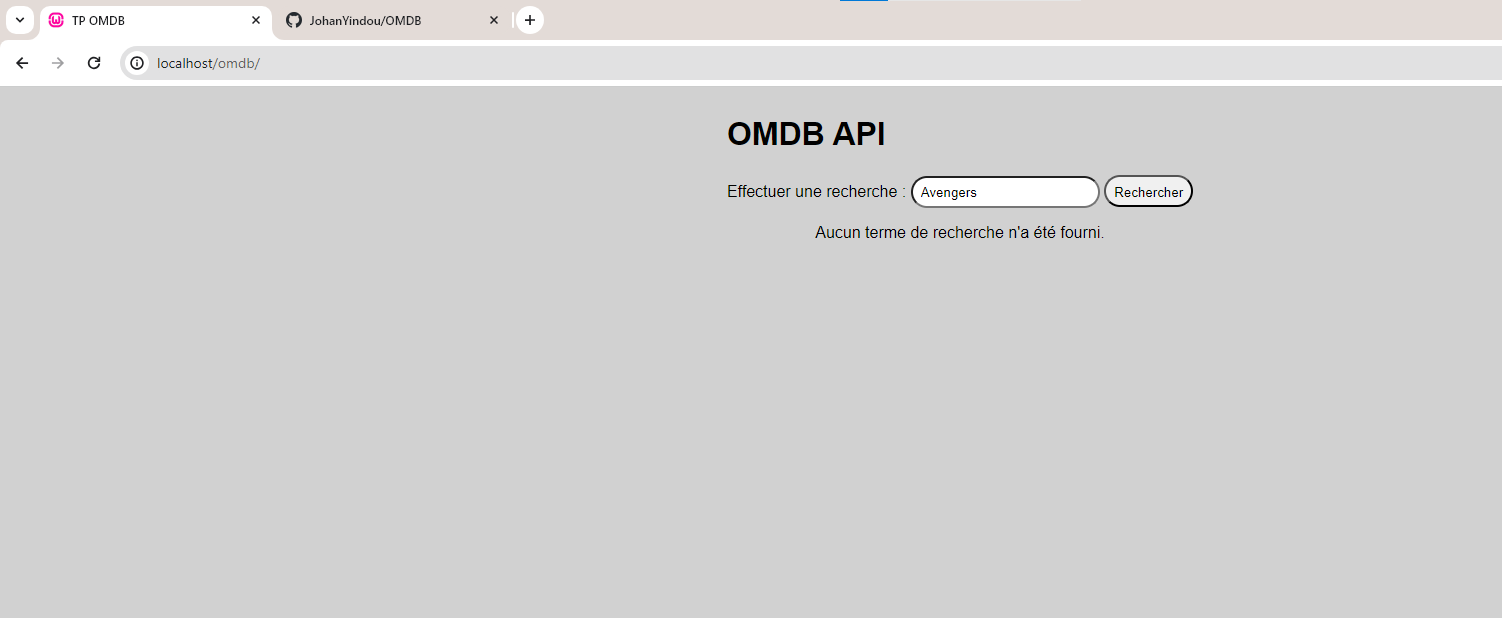 TP OMDB
JohanYindou/OMDB
localhost/omdb/
OMDB API
Effectuer une recherche : Avengers Rechercher
Aucun terme de recherche n'a été fourni.